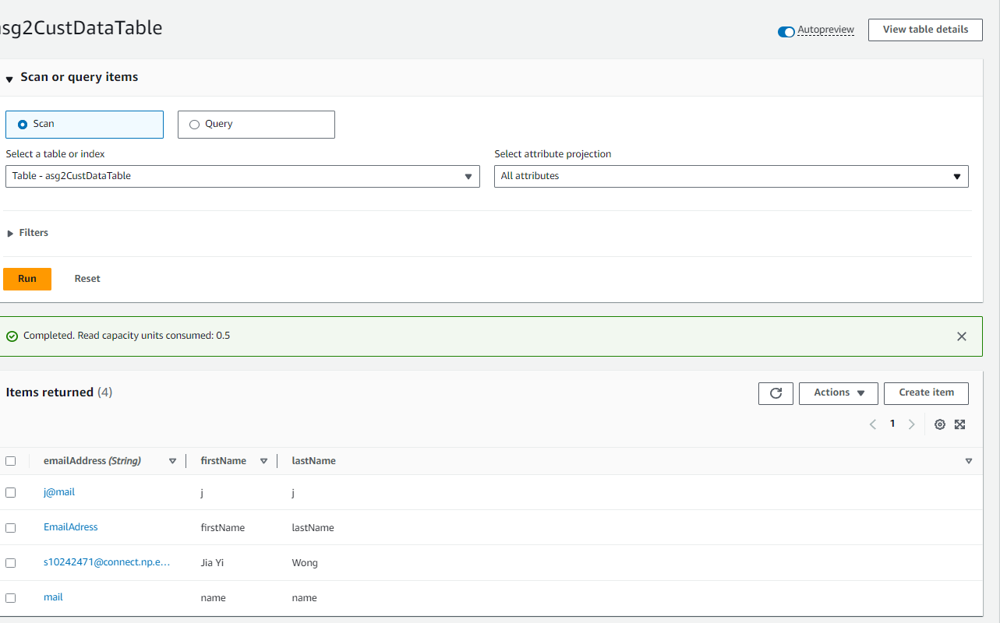 asg2CustDataTable
Autopreview
View table details
Scan or query items
Scan
Query
Select a table or index
Select attribute projection
Table - asg2CustDataTable
All attributes
Filters
Run
Reset
Completed. Read capacity units consumed: 0.5
Items returned (4)
Actions
Create item
1
emailAddress (String)
firstName
lastName
j@mail
j
j
EmailAdress
firstName
lastName
s10242471@connect.np.e…
Jia Yi
Wong
mail
name
name